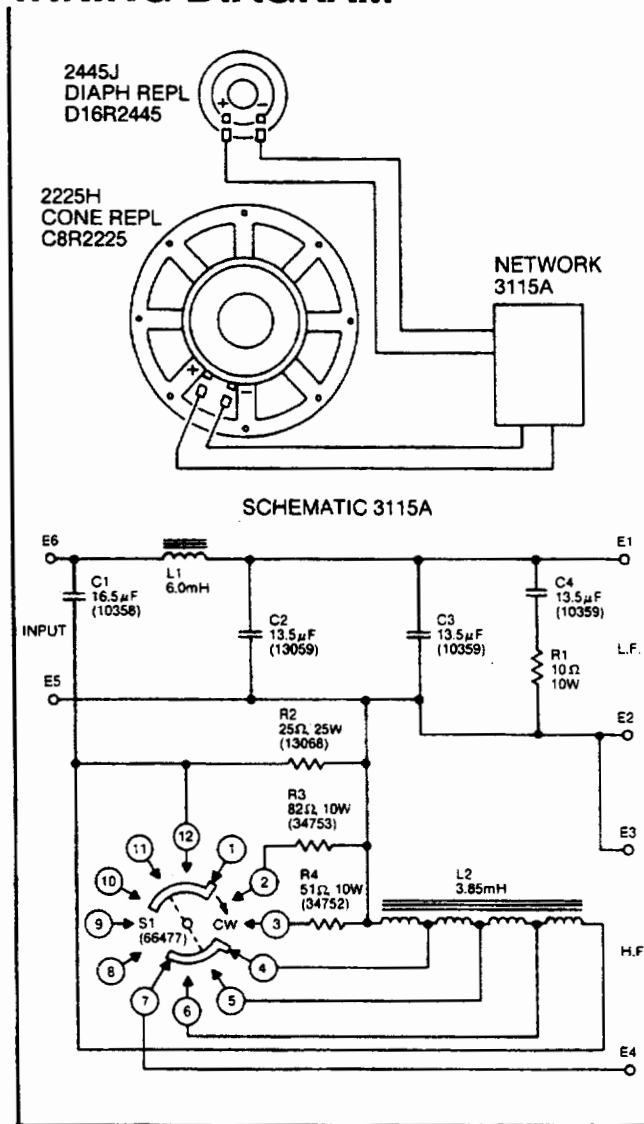 WIRING DIAGRAM
2445J
DIAPH REPL
D16R2445
+ −
2225H
CONE REPL
C8R2225
NETWORK
3115A
+ −
SCHEMATIC 3115A
E6
E1
C1
16.5µF
(10358)
L1
6.0mH
C2
13.5µF
(13059)
C3
13.5µF
(10359)
C4
13.5µF
(10359)
INPUT
R1
10Ω
10W
L.F.
E5
E2
R2
25Ω, 25W
(13068)
R3
82Ω, 10W
(34753)
E3
12
11
1
10
2
R4
51Ω, 10W
(34752)
L2
3.85mH
9
S1
(66477)
CW
3
H.F
8
4
7
5
6
E4